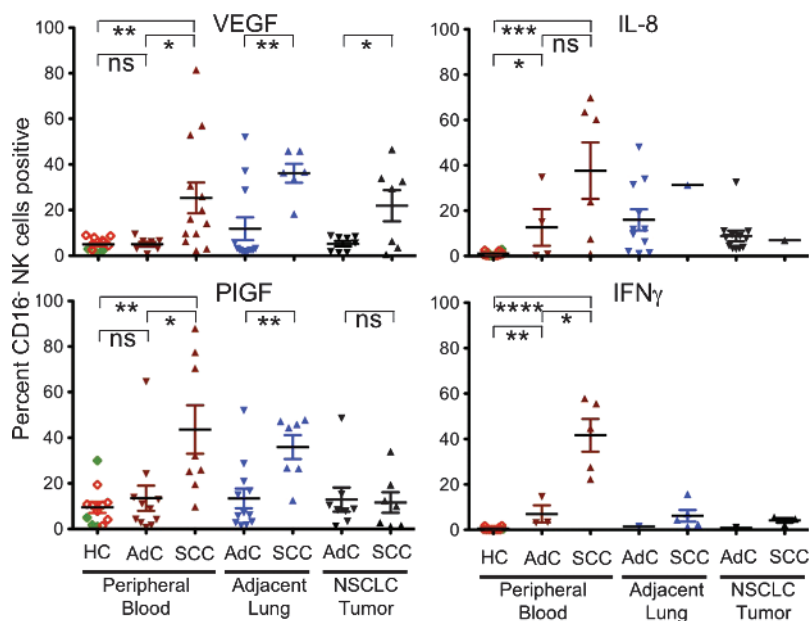 Percent CD16- NK cells positive
VEGF
** * ** *
ns
100
80
60
40
20
0
IL-8
*** ns
*
100
80
60
40
20
0
PIGF
** * ** ns
ns
100
80
60
40
20
0
HC AdC SCC AdC SCC AdC SCC
Peripheral Blood
Adjacent Lung
NSCLC Tumor
IFNγ
**** *
**
100
80
60
40
20
0
HC AdC SCC AdC SCC AdC SCC
Peripheral Blood
Adjacent Lung
NSCLC Tumor